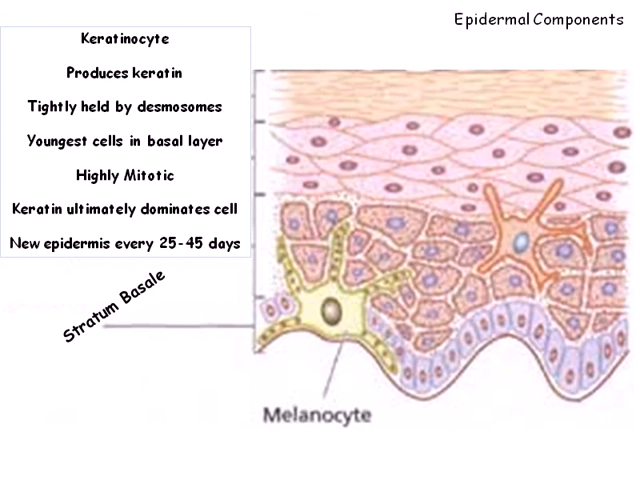 Epidermal Components
Keratinocyte
Produces keratin
Tightly held by desmosomes
Youngest cells in basal layer
Highly Mitotic
Keratin ultimately dominates cell
New epidermis every 25-45 days
Stratum Basale
Melanocyte